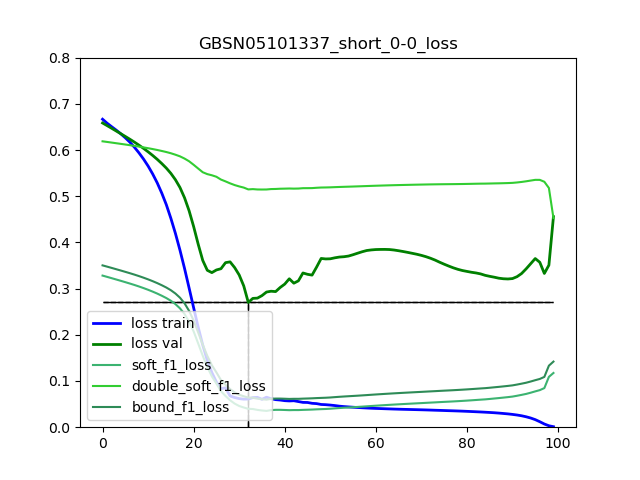 GBSN05101337_short_0-0_loss
0.8
0.7
0.6
0.5
0.4
0.3
0.2
0.1
0.0
loss train
loss val
soft_f1_loss
double_soft_f1_loss
bound_f1_loss
0 20 40 60 80 100